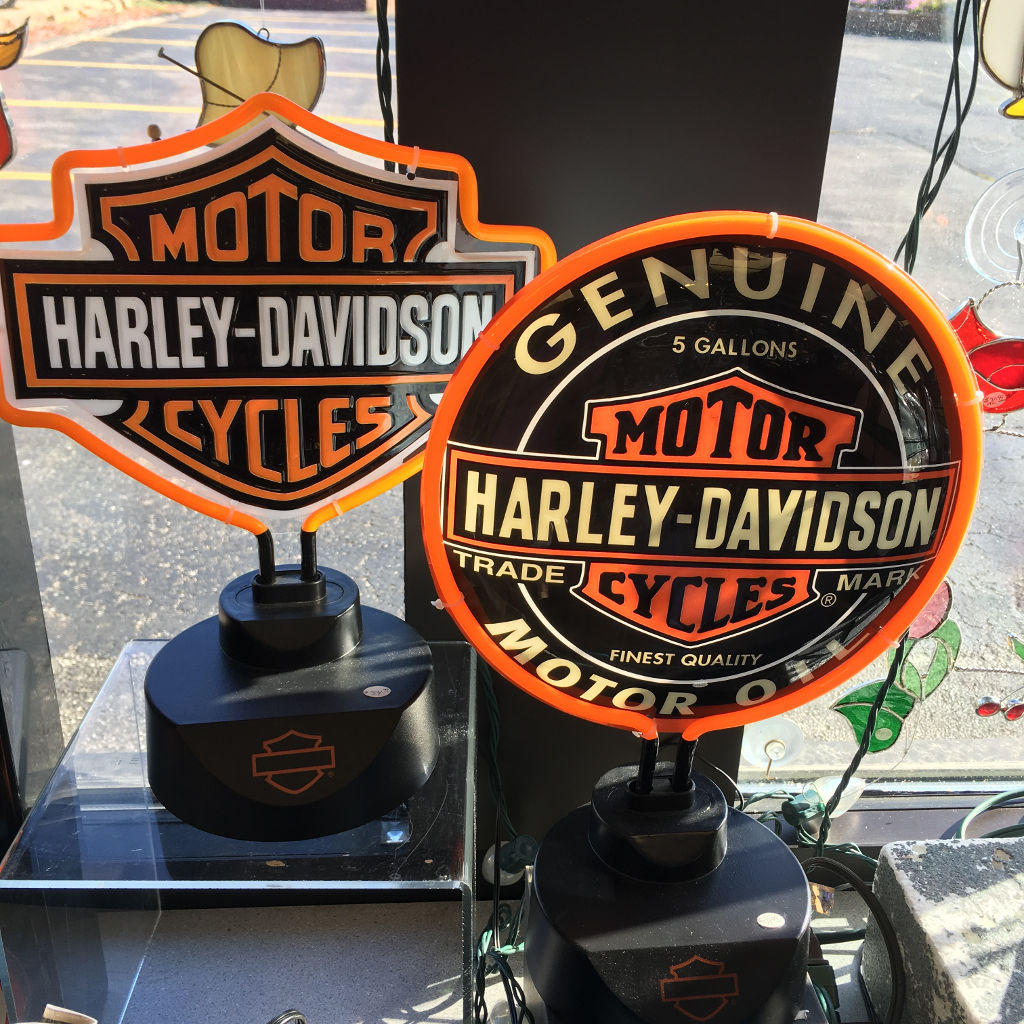 MOTOR
HARLEY-DAVIDSON
CYCLES
GENUINE
5 GALLONS
MOTOR
HARLEY-DAVIDSON
TRADE MARK
CYCLES
®
FINEST QUALITY
MOTOR OIL